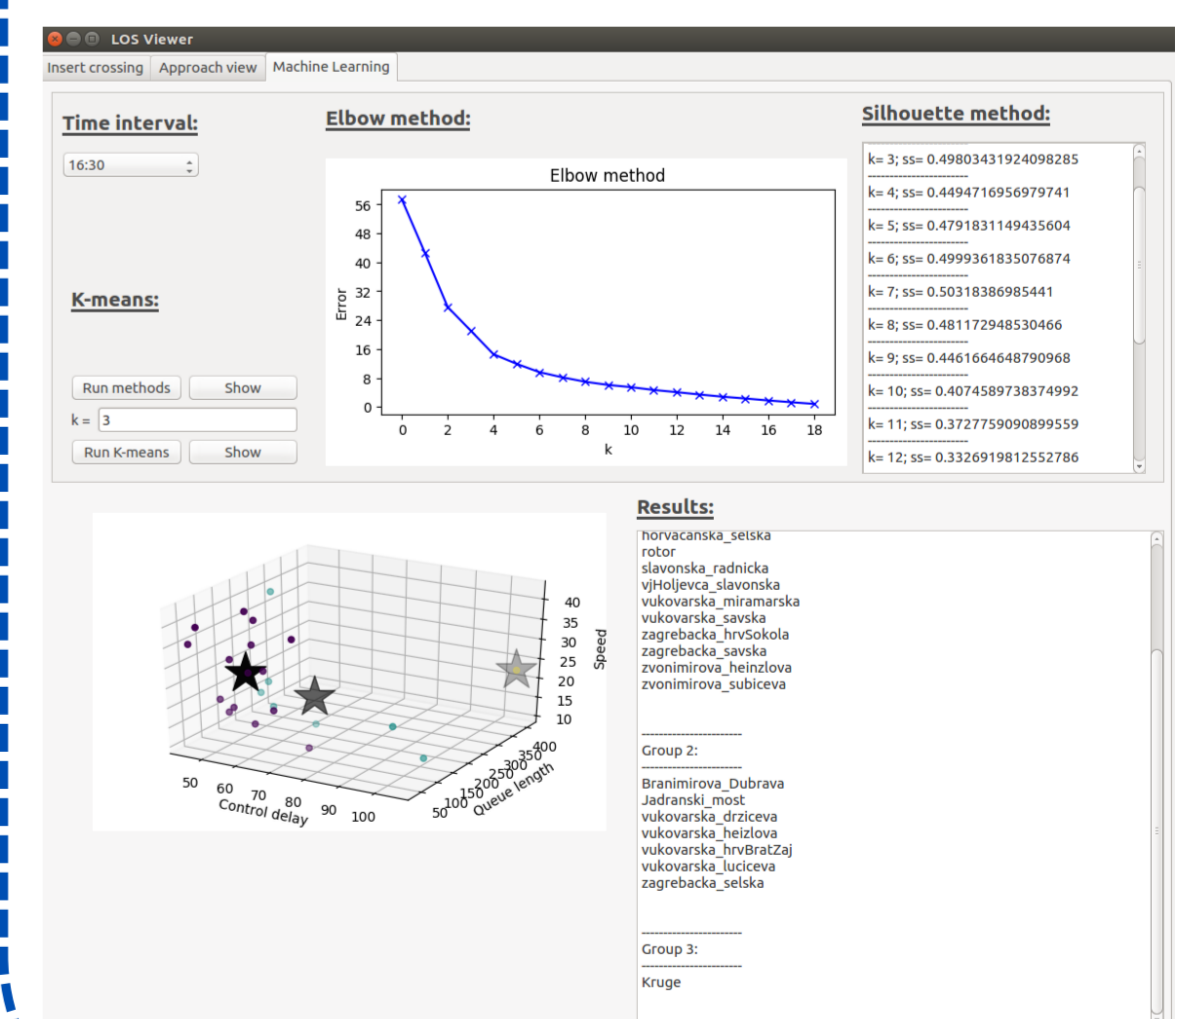 LOS Viewer
Insert crossing
Approach view
Machine Learning
Time interval:
16:30
K-means:
Run methods
Show
k =
3
Run K-means
Show
Elbow method:
Elbow method
56
48
40
32
24
16
8
0
Error
0 2 4 6 8 10 12 14 16 18
k
Silhouette method:
k= 3; ss= 0.49803431924098285
-----------------------
k= 4; ss= 0.4494716956979741
-----------------------
k= 5; ss= 0.4791831149435604
-----------------------
k= 6; ss= 0.4999361835076874
-----------------------
k= 7; ss= 0.50318386985441
-----------------------
k= 8; ss= 0.481172948530466
-----------------------
k= 9; ss= 0.4461664648790968
-----------------------
k= 10; ss= 0.4074589738374992
-----------------------
k= 11; ss= 0.3727759090899559
-----------------------
k= 12; ss= 0.3326919812552786
40
35
30
25
20
15
10
Speed
50 60 70 80 90 100
Control delay
50 100 150 200 250 300 350 400
Queue length
Results:
horvacanska_selska
rotor
slavonska_radnicka
vjHoljevca_slavonska
vukovarska_miramarska
vukovarska_savska
zagrebacka_hrvSokola
zagrebacka_savska
zvonimirova_heinzlova
zvonimirova_subiceva
-----------------------
Group 2:
-----------------------
Branimirova_Dubrava
Jadranski_most
vukovarska_drziceva
vukovarska_heizlova
vukovarska_hrvBratZaj
vukovarska_luciceva
zagrebacka_selska
-----------------------
Group 3:
-----------------------
Kruge